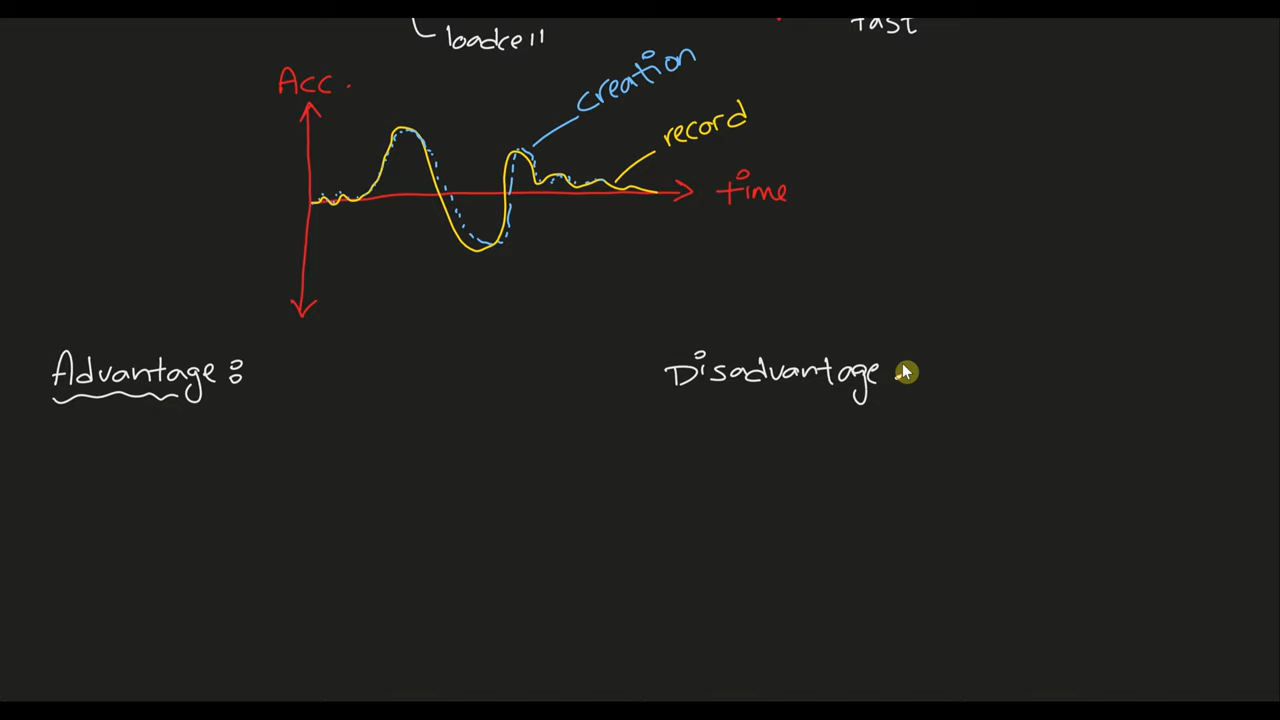 loadcell
fast
Acc.
creation
record
time
Advantage:
Disadvantage